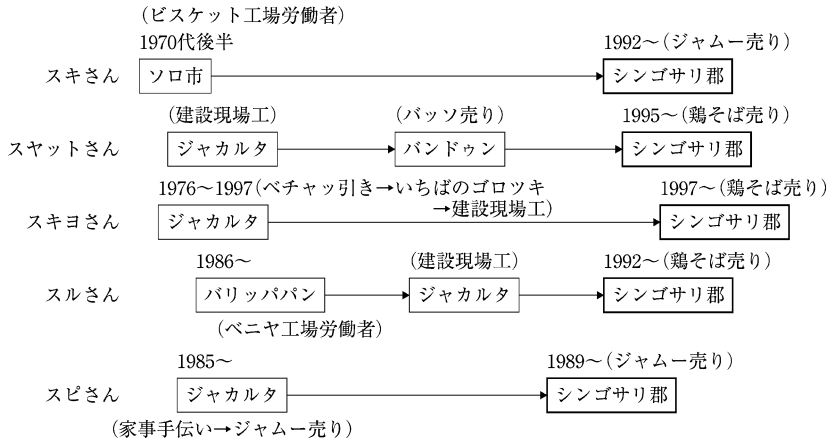 (ビスケット工場労働者)
1970代後半
1992～(ジャムー売り)
スキさん
ソロ市
シンゴサリ郡
(建設現場工)
(バッソ売り)
1995～(鶏そば売り)
スヤットさん
ジャカルタ
バンドゥン
シンゴサリ郡
1976～1997(ベチャッ引き→いちばのゴロツキ
→建設現場工)
1997～(鶏そば売り)
スキヨさん
ジャカルタ
シンゴサリ郡
1986～
(建設現場工)
1992～(鶏そば売り)
スルさん
バリッパパン
ジャカルタ
シンゴサリ郡
(ベニヤ工場労働者)
1985～
1989～(ジャムー売り)
スピさん
ジャカルタ
シンゴサリ郡
(家事手伝い→ジャムー売り)